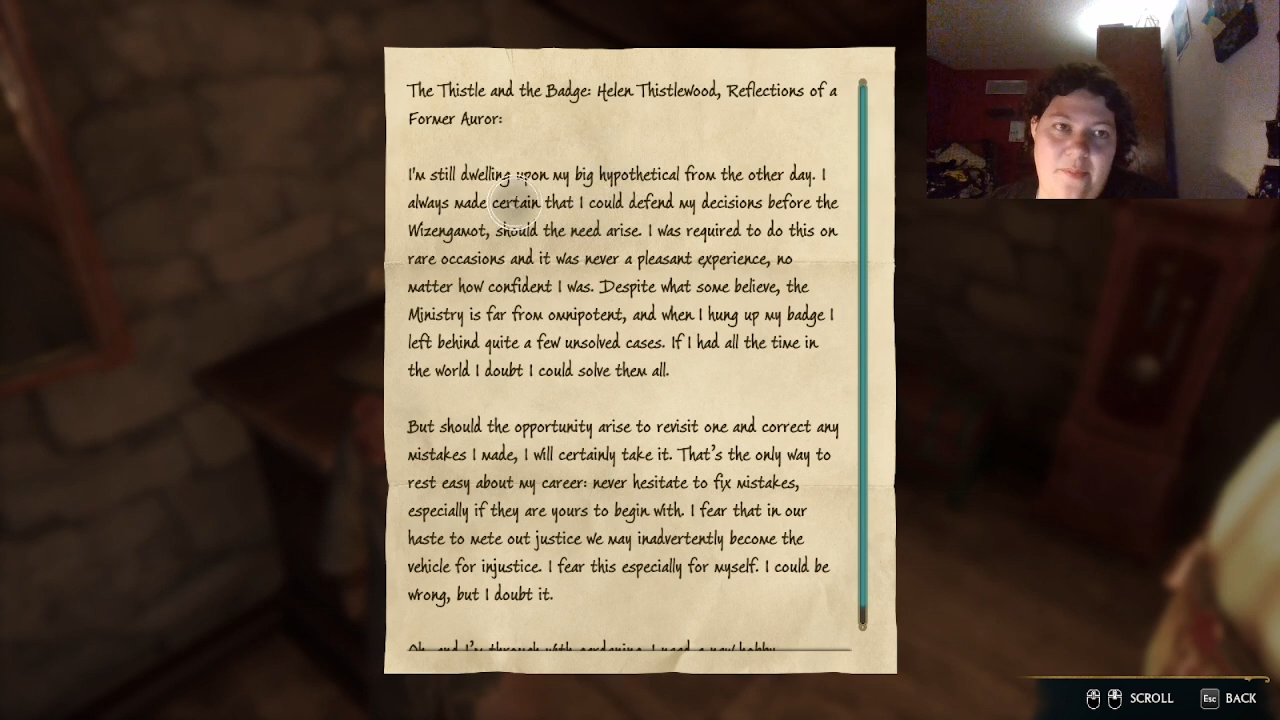 The Thistle and the Badge: Helen Thistlewood, Reflections of a
Former Auror:
I'm still dwelling upon my big hypothetical from the other day. I
always made certain that I could defend my decisions before the
Wizengamot, should the need arise. I was required to do this on
rare occasions and it was never a pleasant experience, no
matter how confident I was. Despite what some believe, the
Ministry is far from omnipotent, and when I hung up my badge I
left behind quite a few unsolved cases. If I had all the time in
the world I doubt I could solve them all.
But should the opportunity arise to revisit one and correct any
mistakes I made, I will certainly take it. That's the only way to
rest easy about my career: never hesitate to fix mistakes,
especially if they are yours to begin with. I fear that in our
haste to mete out justice we may inadvertently become the
vehicle for injustice. I fear this especially for myself. I could be
wrong, but I doubt it.
Oh, and I'm through with gardening. I need a new hobby.
SCROLL
Esc BACK